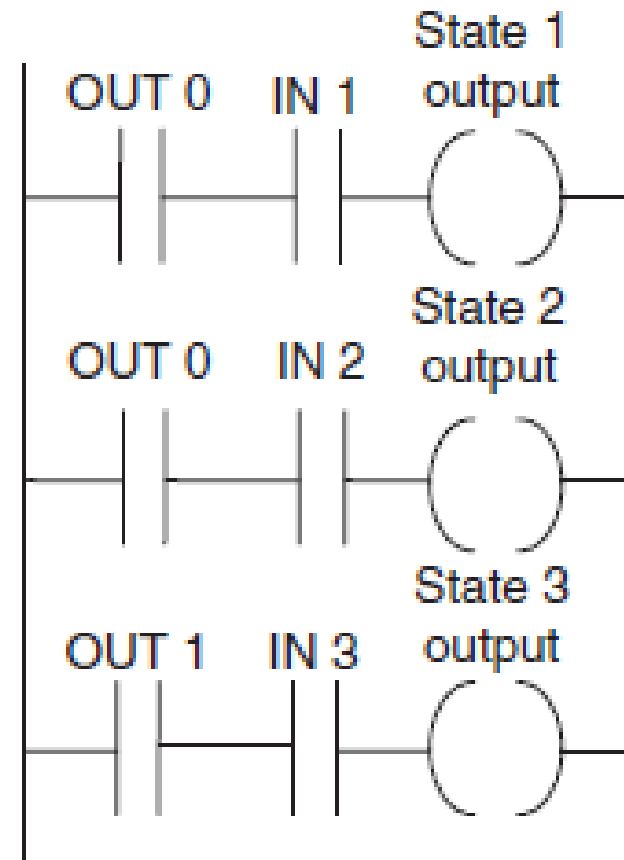 State 1
OUT 0 IN 1 output
State 2
OUT 0 IN 2 output
State 3
OUT 1 IN 3 output